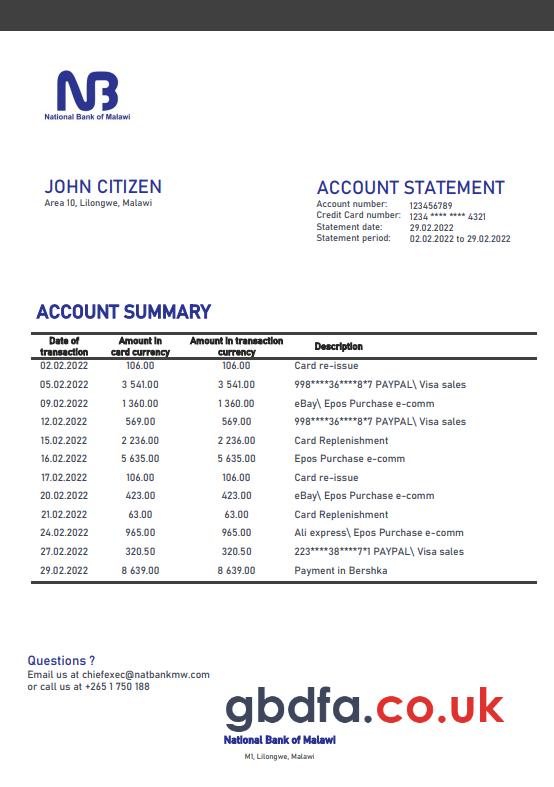 NB
National Bank of Malawi
JOHN CITIZEN
Area 10, Lilongwe, Malawi
ACCOUNT STATEMENT
Account number: 123456789
Credit Card number: 1234 **** **** 4321
Statement date: 29.02.2022
Statement period: 02.02.2022 to 29.02.2022
ACCOUNT SUMMARY
Date of transaction Amount in card currency Amount in transaction currency Description
02.02.2022 106.00 106.00 Card re-issue
05.02.2022 3 541.00 3 541.00 998****36****8*7 PAYPAL\ Visa sales
09.02.2022 1 360.00 1 360.00 eBay\ Epos Purchase e-comm
12.02.2022 569.00 569.00 998****36****8*7 PAYPAL\ Visa sales
15.02.2022 2 236.00 2 236.00 Card Replenishment
16.02.2022 5 635.00 5 635.00 Epos Purchase e-comm
17.02.2022 106.00 106.00 Card re-issue
20.02.2022 423.00 423.00 eBay\ Epos Purchase e-comm
21.02.2022 63.00 63.00 Card Replenishment
24.02.2022 965.00 965.00 Ali express\ Epos Purchase e-comm
27.02.2022 320.50 320.50 223****38****7*1 PAYPAL\ Visa sales
29.02.2022 8 639.00 8 639.00 Payment in Bershka
Questions ?
Email us at chiefexec@natbankmw.com
or call us at +265 1 750 188
gbdfa.co.uk
National Bank of Malawi
M1, Lilongwe, Malawi